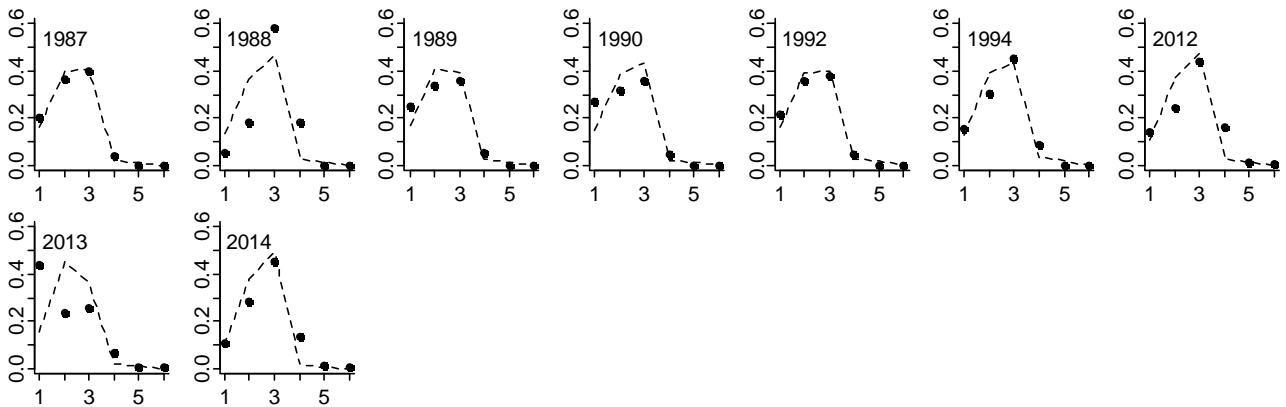 0.0 0.2 0.4 0.6 1987 1 3 5
0.0 0.2 0.4 0.6 1988 1 3 5
0.0 0.2 0.4 0.6 1989 1 3 5
0.0 0.2 0.4 0.6 1990 1 3 5
0.0 0.2 0.4 0.6 1992 1 3 5
0.0 0.2 0.4 0.6 1994 1 3 5
0.0 0.2 0.4 0.6 2012 1 3 5
0.0 0.2 0.4 0.6 2013 1 3 5
0.0 0.2 0.4 0.6 2014 1 3 5